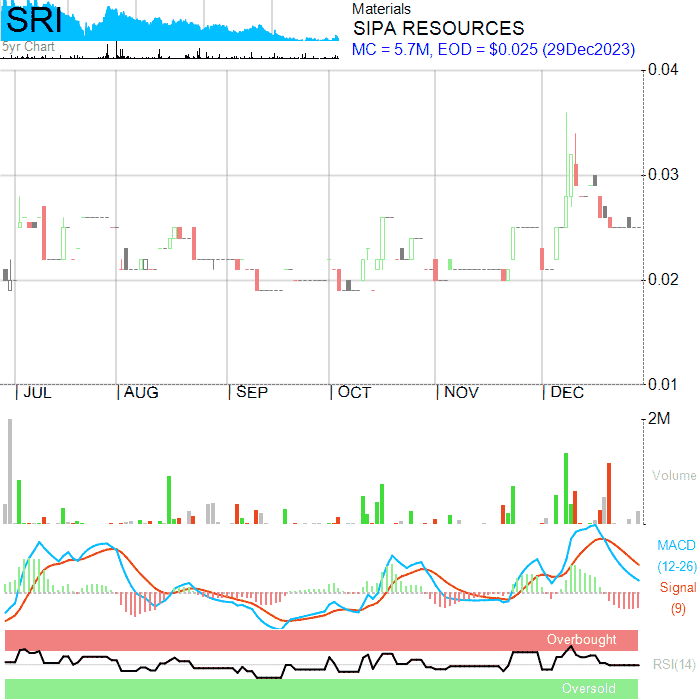 SRI
5yr Chart
Materials
SIPA RESOURCES
MC = 5.7M, EOD = $0.025 (29Dec2023)
0.04
0.03
0.02
0.01
JUL AUG SEP OCT NOV DEC
2M
Volume
MACD
(12-26)
Signal
(9)
Overbought
RSI(14)
Oversold